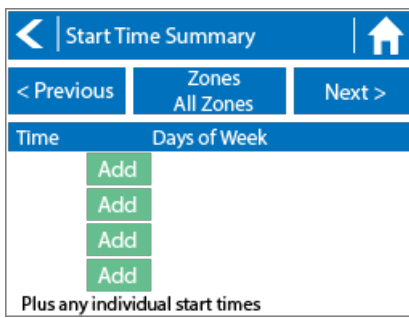 Start Time Summary
< Previous
Zones
All Zones
Next >
Time Days of Week
Add
Add
Add
Add
Plus any individual start times